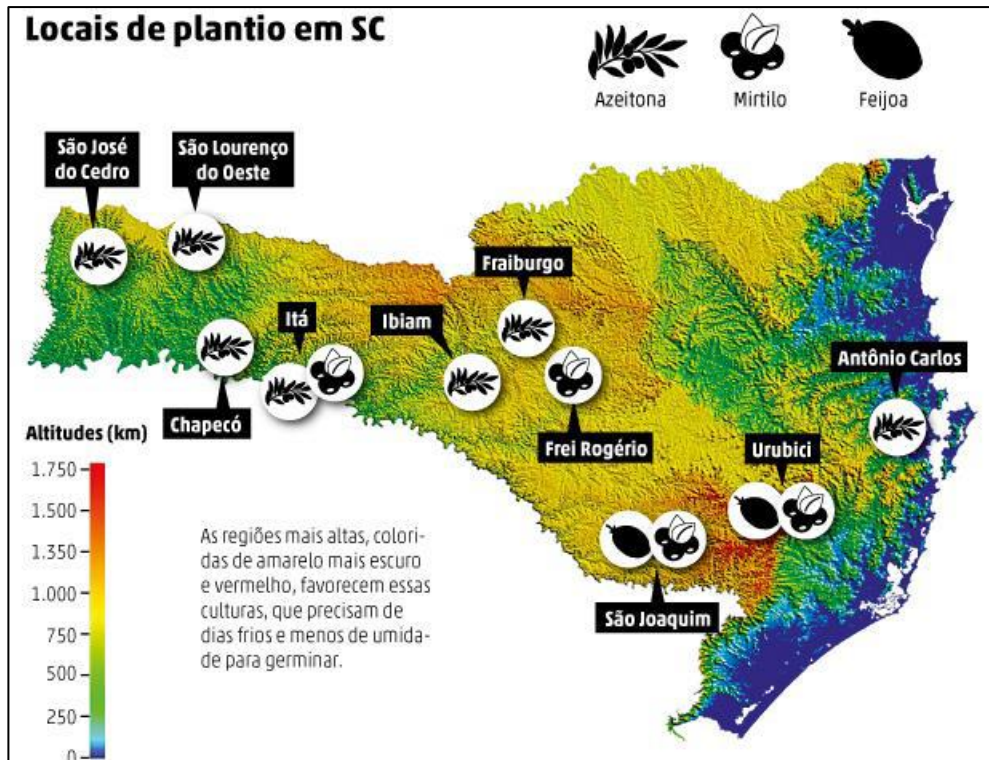 Locais de plantio em SC
Azeitona
Mirtilo
Feijoa
São José
do Cedro
São Lourenço
do Oeste
Fraiburgo
Itá
Ibiam
Antônio Carlos
Chapecó
Frei Rogério
Urubici
São Joaquim
Altitudes (km)
1.750
1.500
1.350
1.000
750
500
250
0
As regiões mais altas, colori-
das de amarelo mais escuro
e vermelho, favorecem essas
culturas, que precisam de
dias frios e menos de umida-
de para germinar.